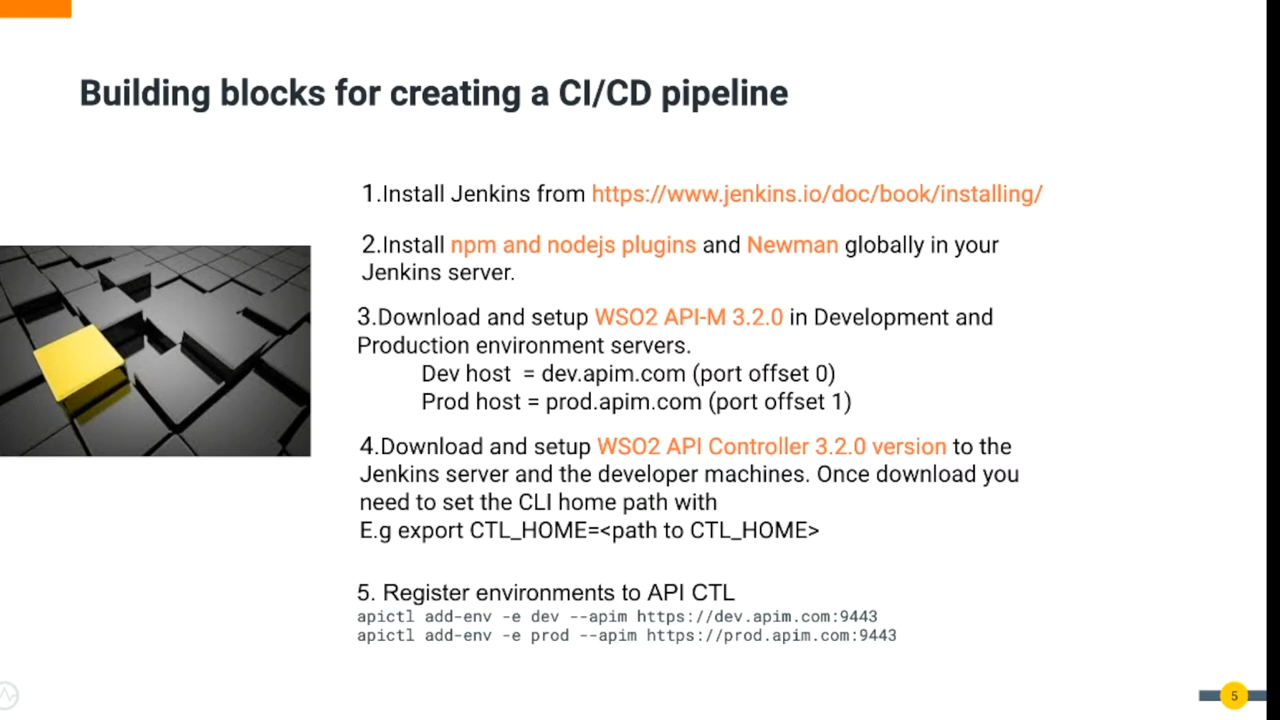 Building blocks for creating a CI/CD pipeline
1.Install Jenkins from https://www.jenkins.io/doc/book/installing/
2.Install npm and nodejs plugins and Newman globally in your
Jenkins server.
3.Download and setup WSO2 API-M 3.2.0 in Development and
Production environment servers.
Dev host  = dev.apim.com (port offset 0)
Prod host = prod.apim.com (port offset 1)
4.Download and setup WSO2 API Controller 3.2.0 version to the
Jenkins server and the developer machines. Once download you
need to set the CLI home path with
E.g export CTL_HOME=<path to CTL_HOME>
5. Register environments to API CTL
apictl add-env -e dev --apim https://dev.apim.com:9443
apictl add-env -e prod --apim https://prod.apim.com:9443
5